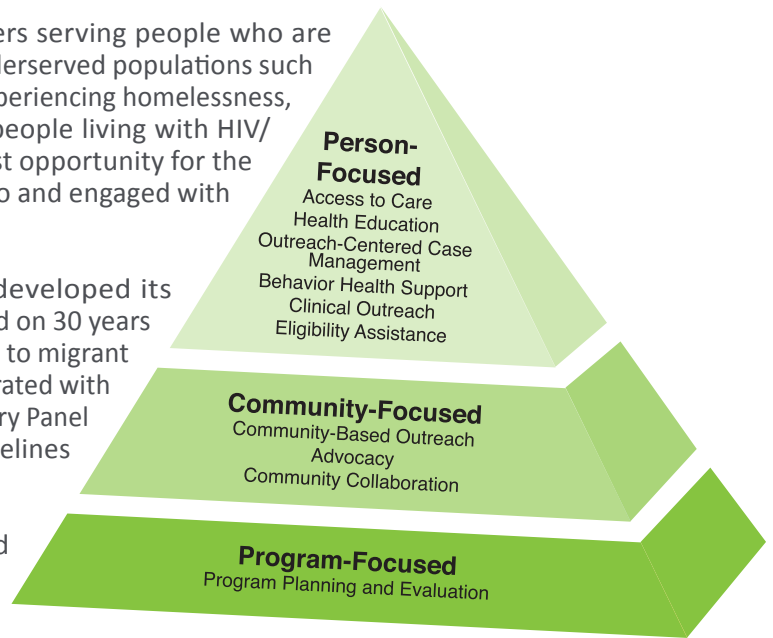 ers serving people who are
derserved populations such
periencing homelessness,
people living with HIV/
st opportunity for the
o and engaged with
developed its
d on 30 years
to migrant
rated with
ry Panel
elines
d
Person-
Focused
Access to Care
Health Education
Outreach-Centered Case
Management
Behavior Health Support
Clinical Outreach
Eligibility Assistance
Community-Focused
Community-Based Outreach
Advocacy
Community Collaboration
Program-Focused
Program Planning and Evaluation